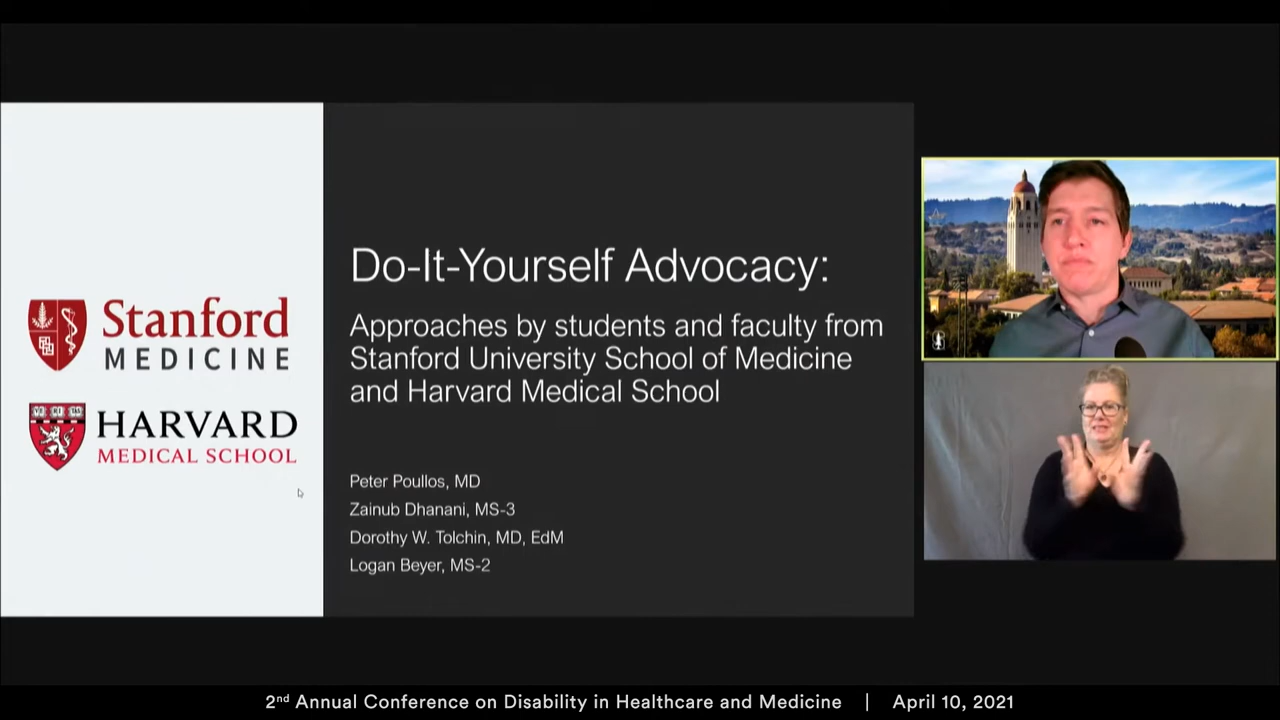 Stanford
MEDICINE
HARVARD
MEDICAL SCHOOL
Do-It-Yourself Advocacy:
Approaches by students and faculty from
Stanford University School of Medicine
and Harvard Medical School
Peter Poullos, MD
Zainub Dhanani, MS-3
Dorothy W. Tolchin, MD, EdM
Logan Beyer, MS-2
2nd Annual Conference on Disability in Healthcare and Medicine | April 10, 2021